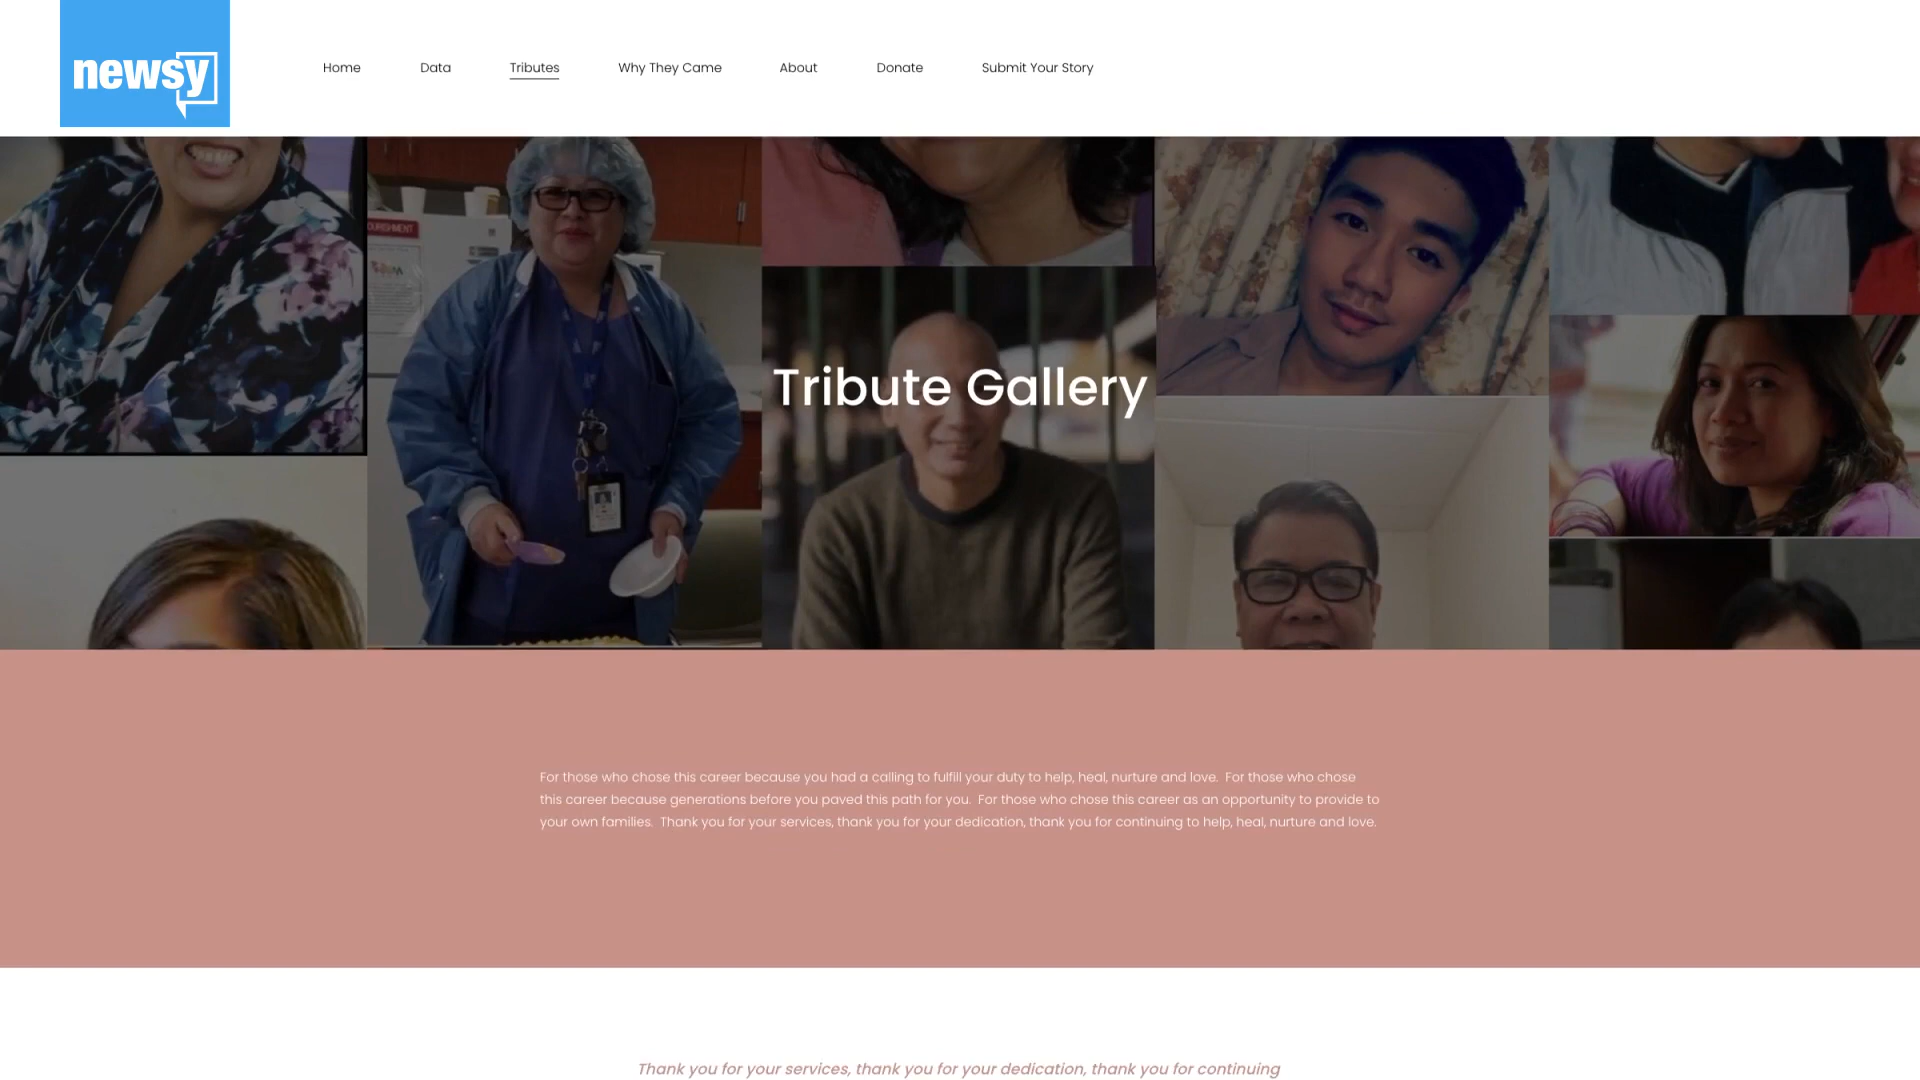 newsy
Home
Data
Tributes
Why They Came
About
Donate
Submit Your Story
OURISHMENT
Tribute Gallery
For those who chose this career because you had a calling to fulfill your duty to help, heal, nurture and love.  For those who chose
this career because generations before you paved this path for you.  For those who chose this career as an opportunity to provide to
your own families.  Thank you for your services, thank you for your dedication, thank you for continuing to help, heal, nurture and love.
Thank you for your services, thank you for your dedication, thank you for continuing